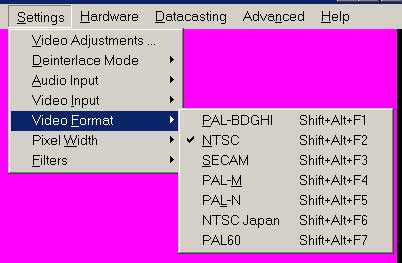 Settings Hardware Datacasting Advanced Help
Video Adjustments ...
Deinterlace Mode
Audio Input
Video Input
Video Format
Pixel Width
Filters
PAL-BDGHI Shift+Alt+F1
NTSC Shift+Alt+F2
SECAM Shift+Alt+F3
PAL-M Shift+Alt+F4
PAL-N Shift+Alt+F5
NTSC Japan Shift+Alt+F6
PAL60 Shift+Alt+F7